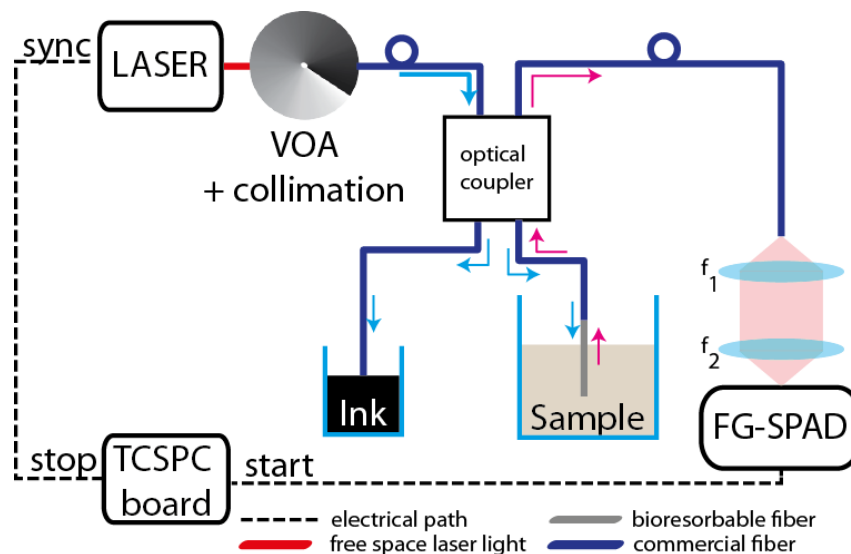 sync
LASER
VOA
+ collimation
optical
coupler
f1
f2
Ink
Sample
FG-SPAD
stop
TCSPC
board
start
electrical path
bioresorbable fiber
free space laser light
commercial fiber